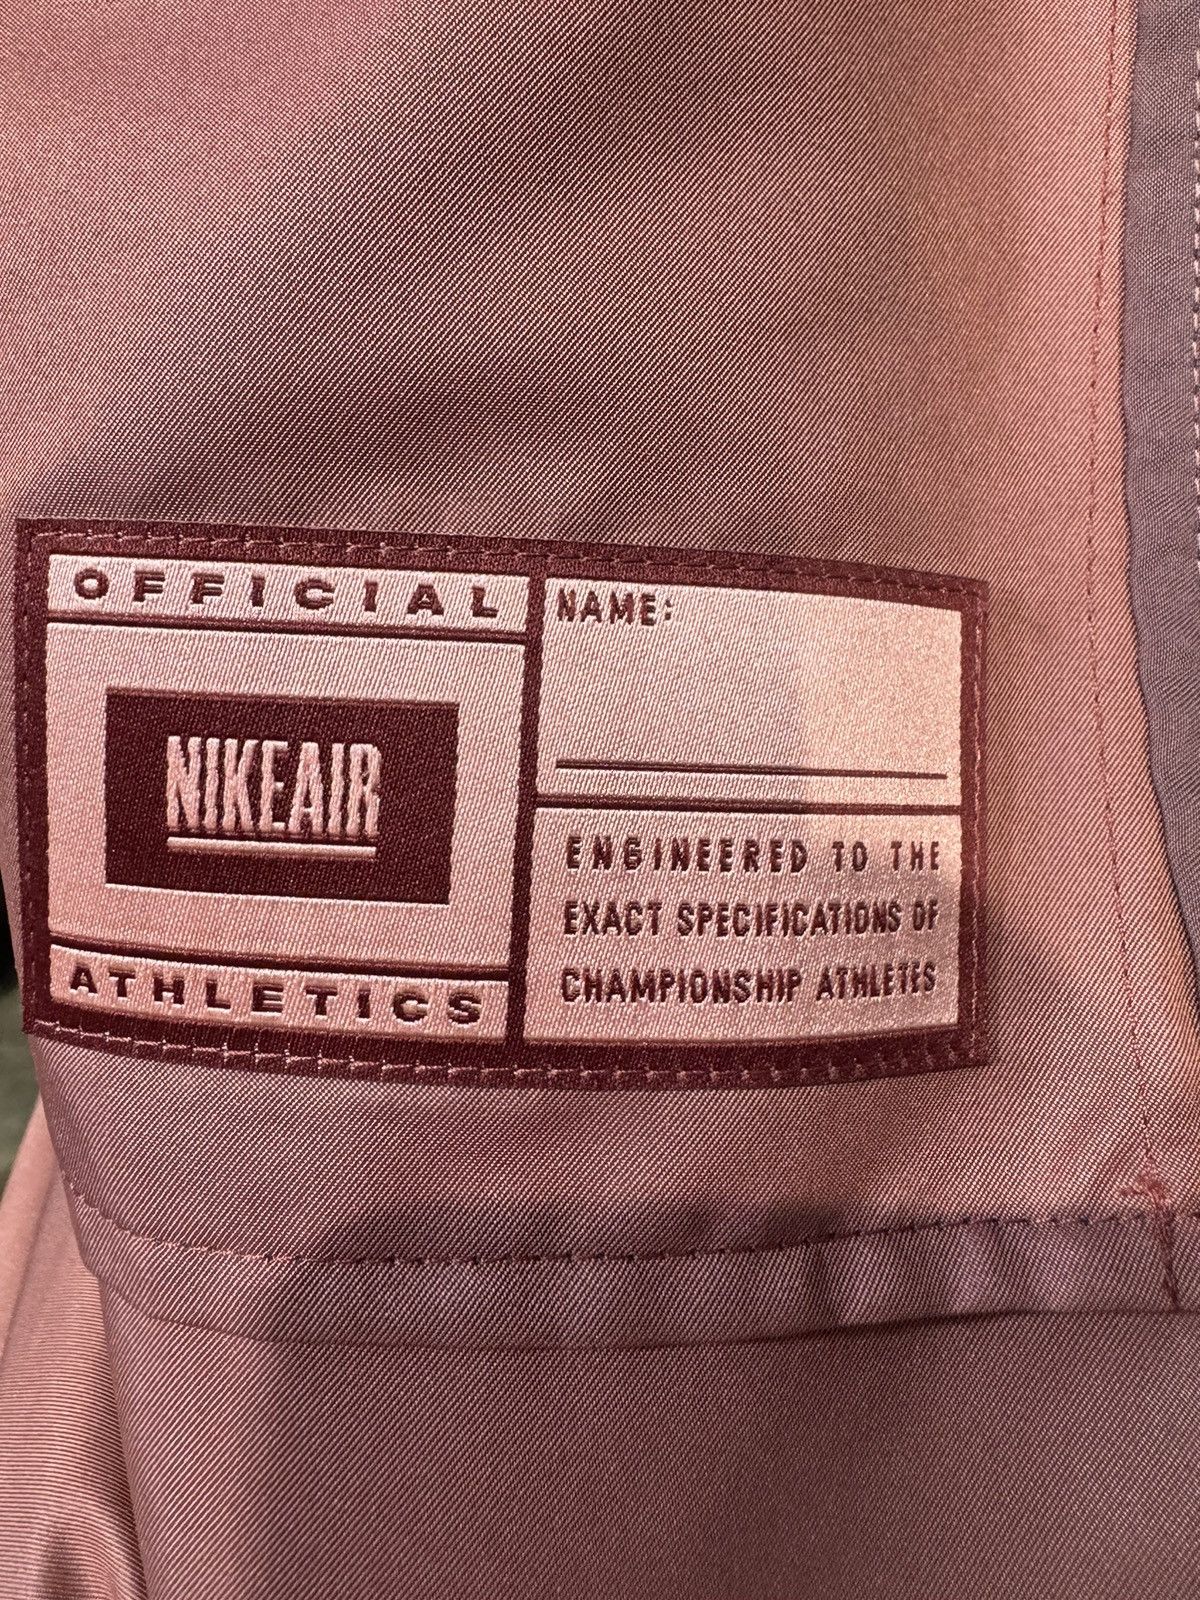 OFFICIAL
NIKEAIR
ATHLETICS
NAME:
ENGINEERED TO THE
EXACT SPECIFICATIONS OF
CHAMPIONSHIP ATHLETES